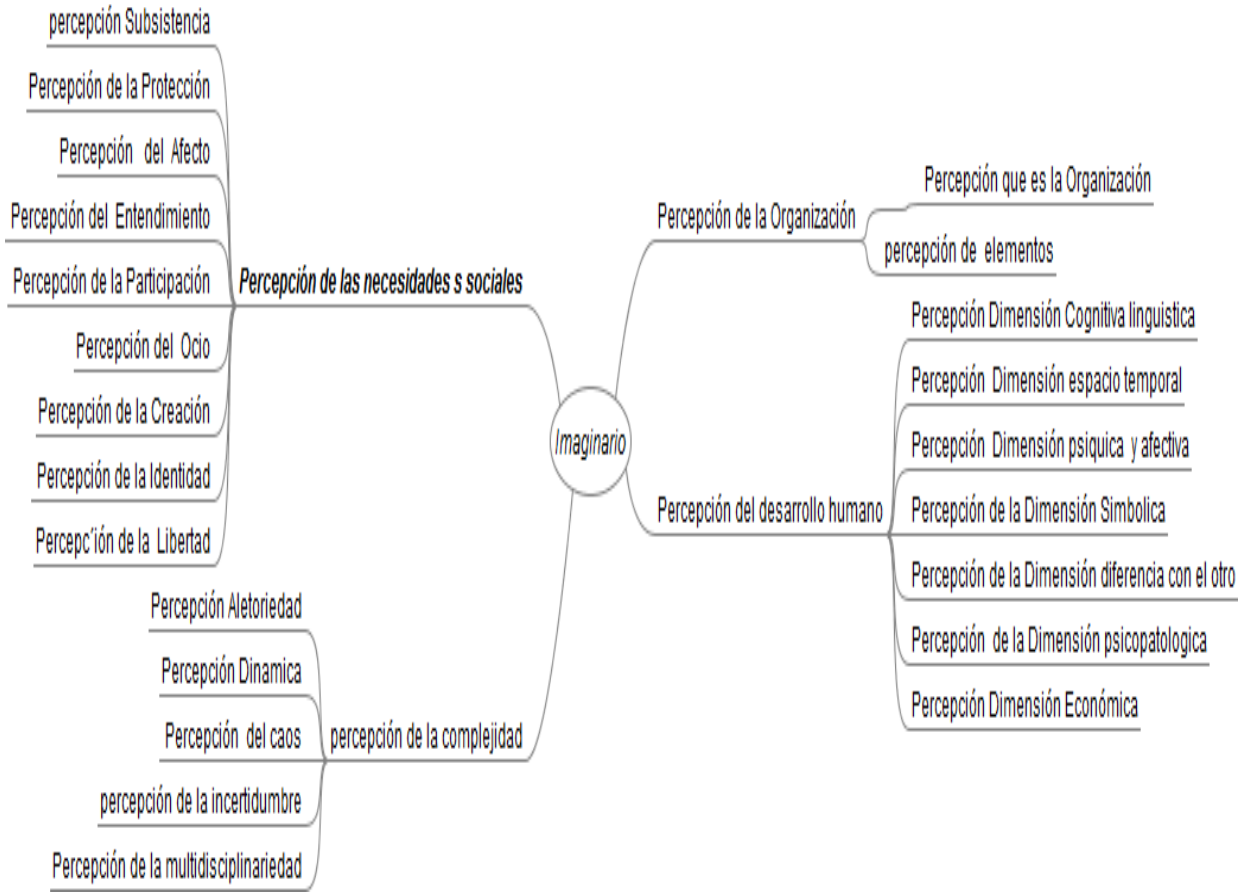 percepción Subsistencia
Percepción de la Protección
Percepción del Afecto
Percepción del Entendimiento
Percepción de la Participación
Percepción del Ocio
Percepción de la Creación
Percepción de la Identidad
Percepc´ión de la Libertad
Percepción de las necesidades s sociales
Percepción Aletoriedad
Percepción Dinamica
Percepción del caos
percepción de la incertidumbre
Percepción de la multidisciplinariedad
percepción de la complejidad
Imaginario
Percepción de la Organización
Percepción que es la Organización
percepción de elementos
Percepción del desarrollo humano
Percepción Dimensión Cognitiva linguistica
Percepción Dimensión espacio temporal
Percepción Dimensión psiquica y afectiva
Percepción de la Dimensión Simbolica
Percepción de la Dimensión diferencia con el otro
Percepción de la Dimensión psicopatologica
Percepción Dimensión Económica